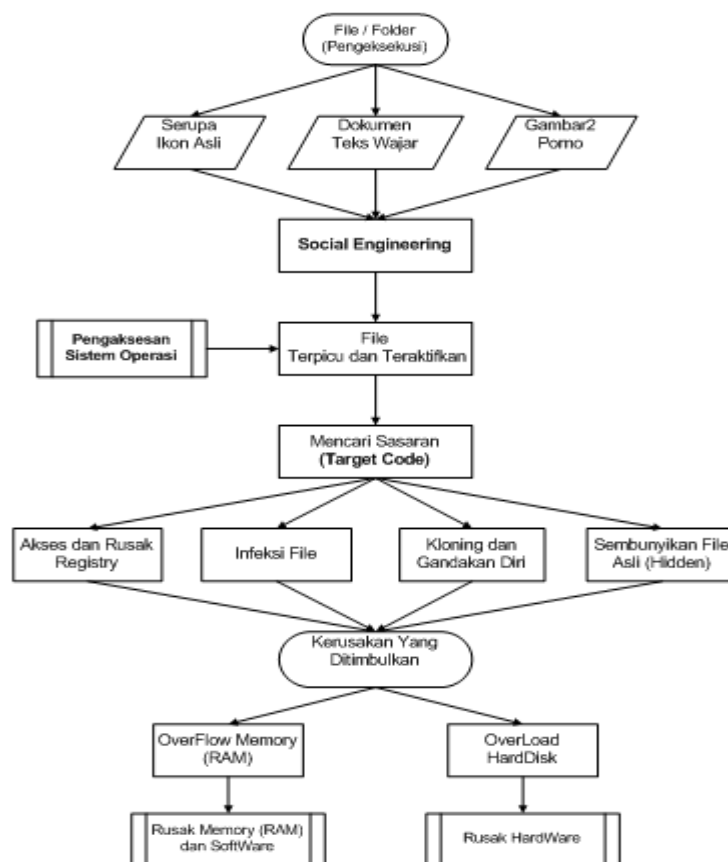 File / Folder
(Pengeksekusi)
Serupa
Ikon Asli
Dokumen
Teks Wajar
Gambar2
Porno
Social Engineering
Pengaksesan
Sistem Operasi
File
Terpicu dan Teraktifkan
Mencari Sasaran
(Target Code)
Akses dan Rusak
Registry
Infeksi File
Kloning dan
Gandakan Diri
Sembunyikan File
Asli (Hidden)
Kerusakan Yang
Ditimbulkan
OverFlow Memory
(RAM)
OverLoad
HardDisk
Rusak Memory (RAM)
dan SoftWare
Rusak HardWare